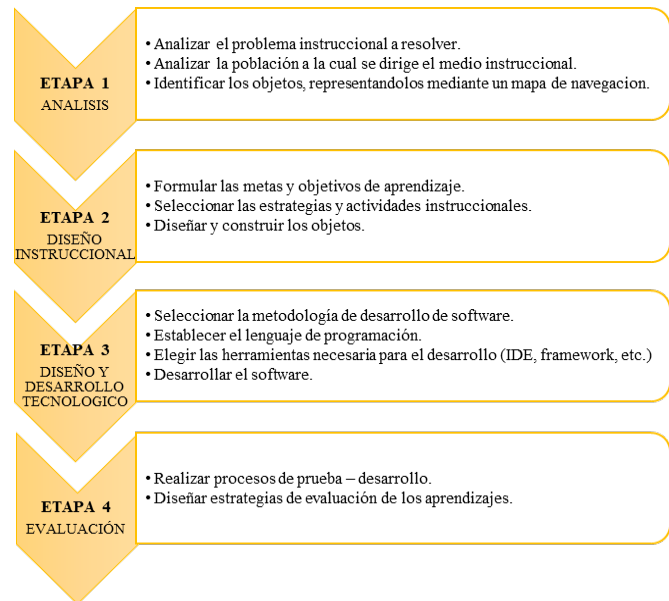 ETAPA 1
ANALISIS
• Analizar el problema instruccional a resolver.
• Analizar la población a la cual se dirige el medio instruccional.
• Identificar los objetos, representandolos mediante un mapa de navegacion.
ETAPA 2
DISEÑO
INSTRUCCIONAL
• Formular las metas y objetivos de aprendizaje.
• Seleccionar las estrategias y actividades instruccionales.
• Diseñar y construir los objetos.
ETAPA 3
DISEÑO Y
DESARROLLO
TECNOLOGICO
• Seleccionar la metodología de desarrollo de software.
• Establecer el lenguaje de programación.
• Elegir las herramientas necesaria para el desarrollo (IDE, framework, etc.)
• Desarrollar el software.
ETAPA 4
EVALUACIÓN
• Realizar procesos de prueba – desarrollo.
• Diseñar estrategias de evaluación de los aprendizajes.